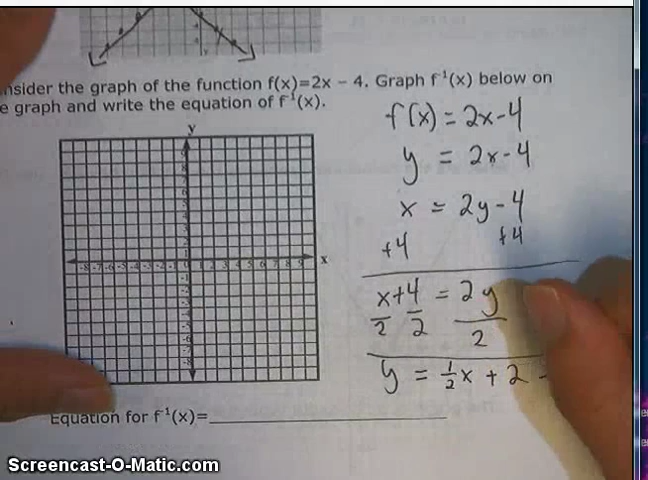 nsider the graph of the function f(x)=2x – 4. Graph f⁻¹(x) below on
e graph and write the equation of f⁻¹(x).
f(x) = 2x-4
y = 2x-4
x = 2y-4
+4 +4
x+4 = 2y
2 2 2
y = ½x + 2
y
x
Equation for f⁻¹(x)=
Screencast-O-Matic.com